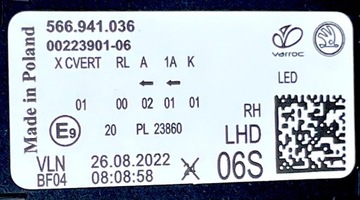 Made in Poland
566.941.036
00223901-06
X CVERT RL A 1A K
← ←
01 00 02 01 01
E9 20 PL 23860
VLN 26.08.2022
BF04 08:08:58
varroc
LED
RH
LHD
06S